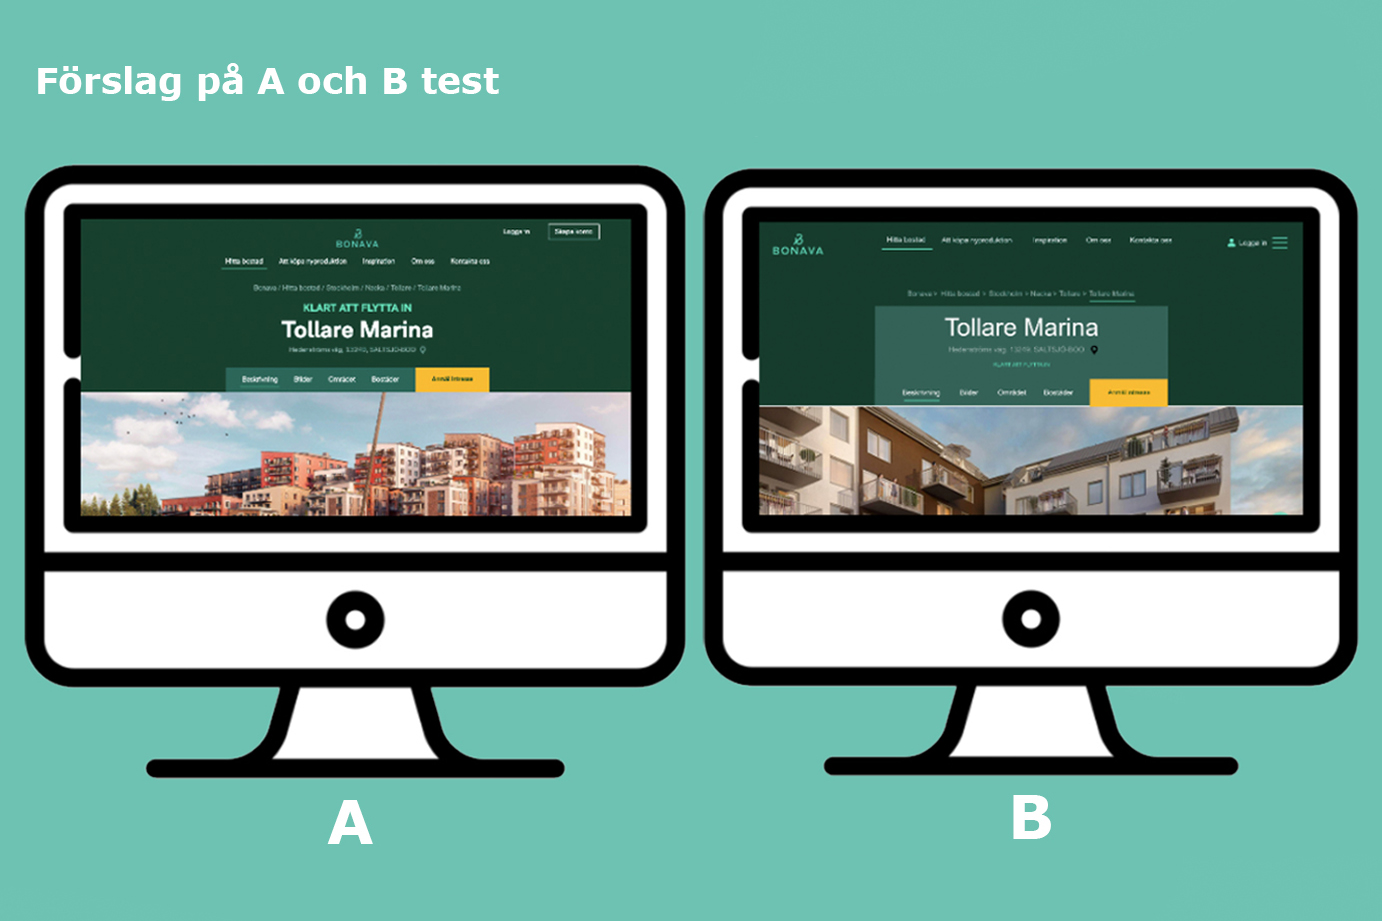 Förslag på A och B test
BONAVA
Logga in
Skapa konto
Hitta bostad Att köpa nyproduktion Inspiration Om oss Kontakta oss
Bonava / Hitta bostad / Stockholm / Nacka / Tollare / Tollare Marina
KLART ATT FLYTTA IN
Tollare Marina
Hedenströms väg, 13249, SALTSJÖ-BOO
Beskrivning Bilder Området Bostäder Anmäl intresse
A
BONAVA
Hitta bostad Att köpa nyproduktion Inspiration Om oss Kontakta oss
Logga in
Bonava > Hitta bostad > Stockholm > Nacka > Tollare > Tollare Marina
Tollare Marina
Hedenströms väg, 13249, SALTSJÖ-BOO
KLART ATT FLYTTA IN
Beskrivning Bilder Området Bostäder Anmäl intresse
B